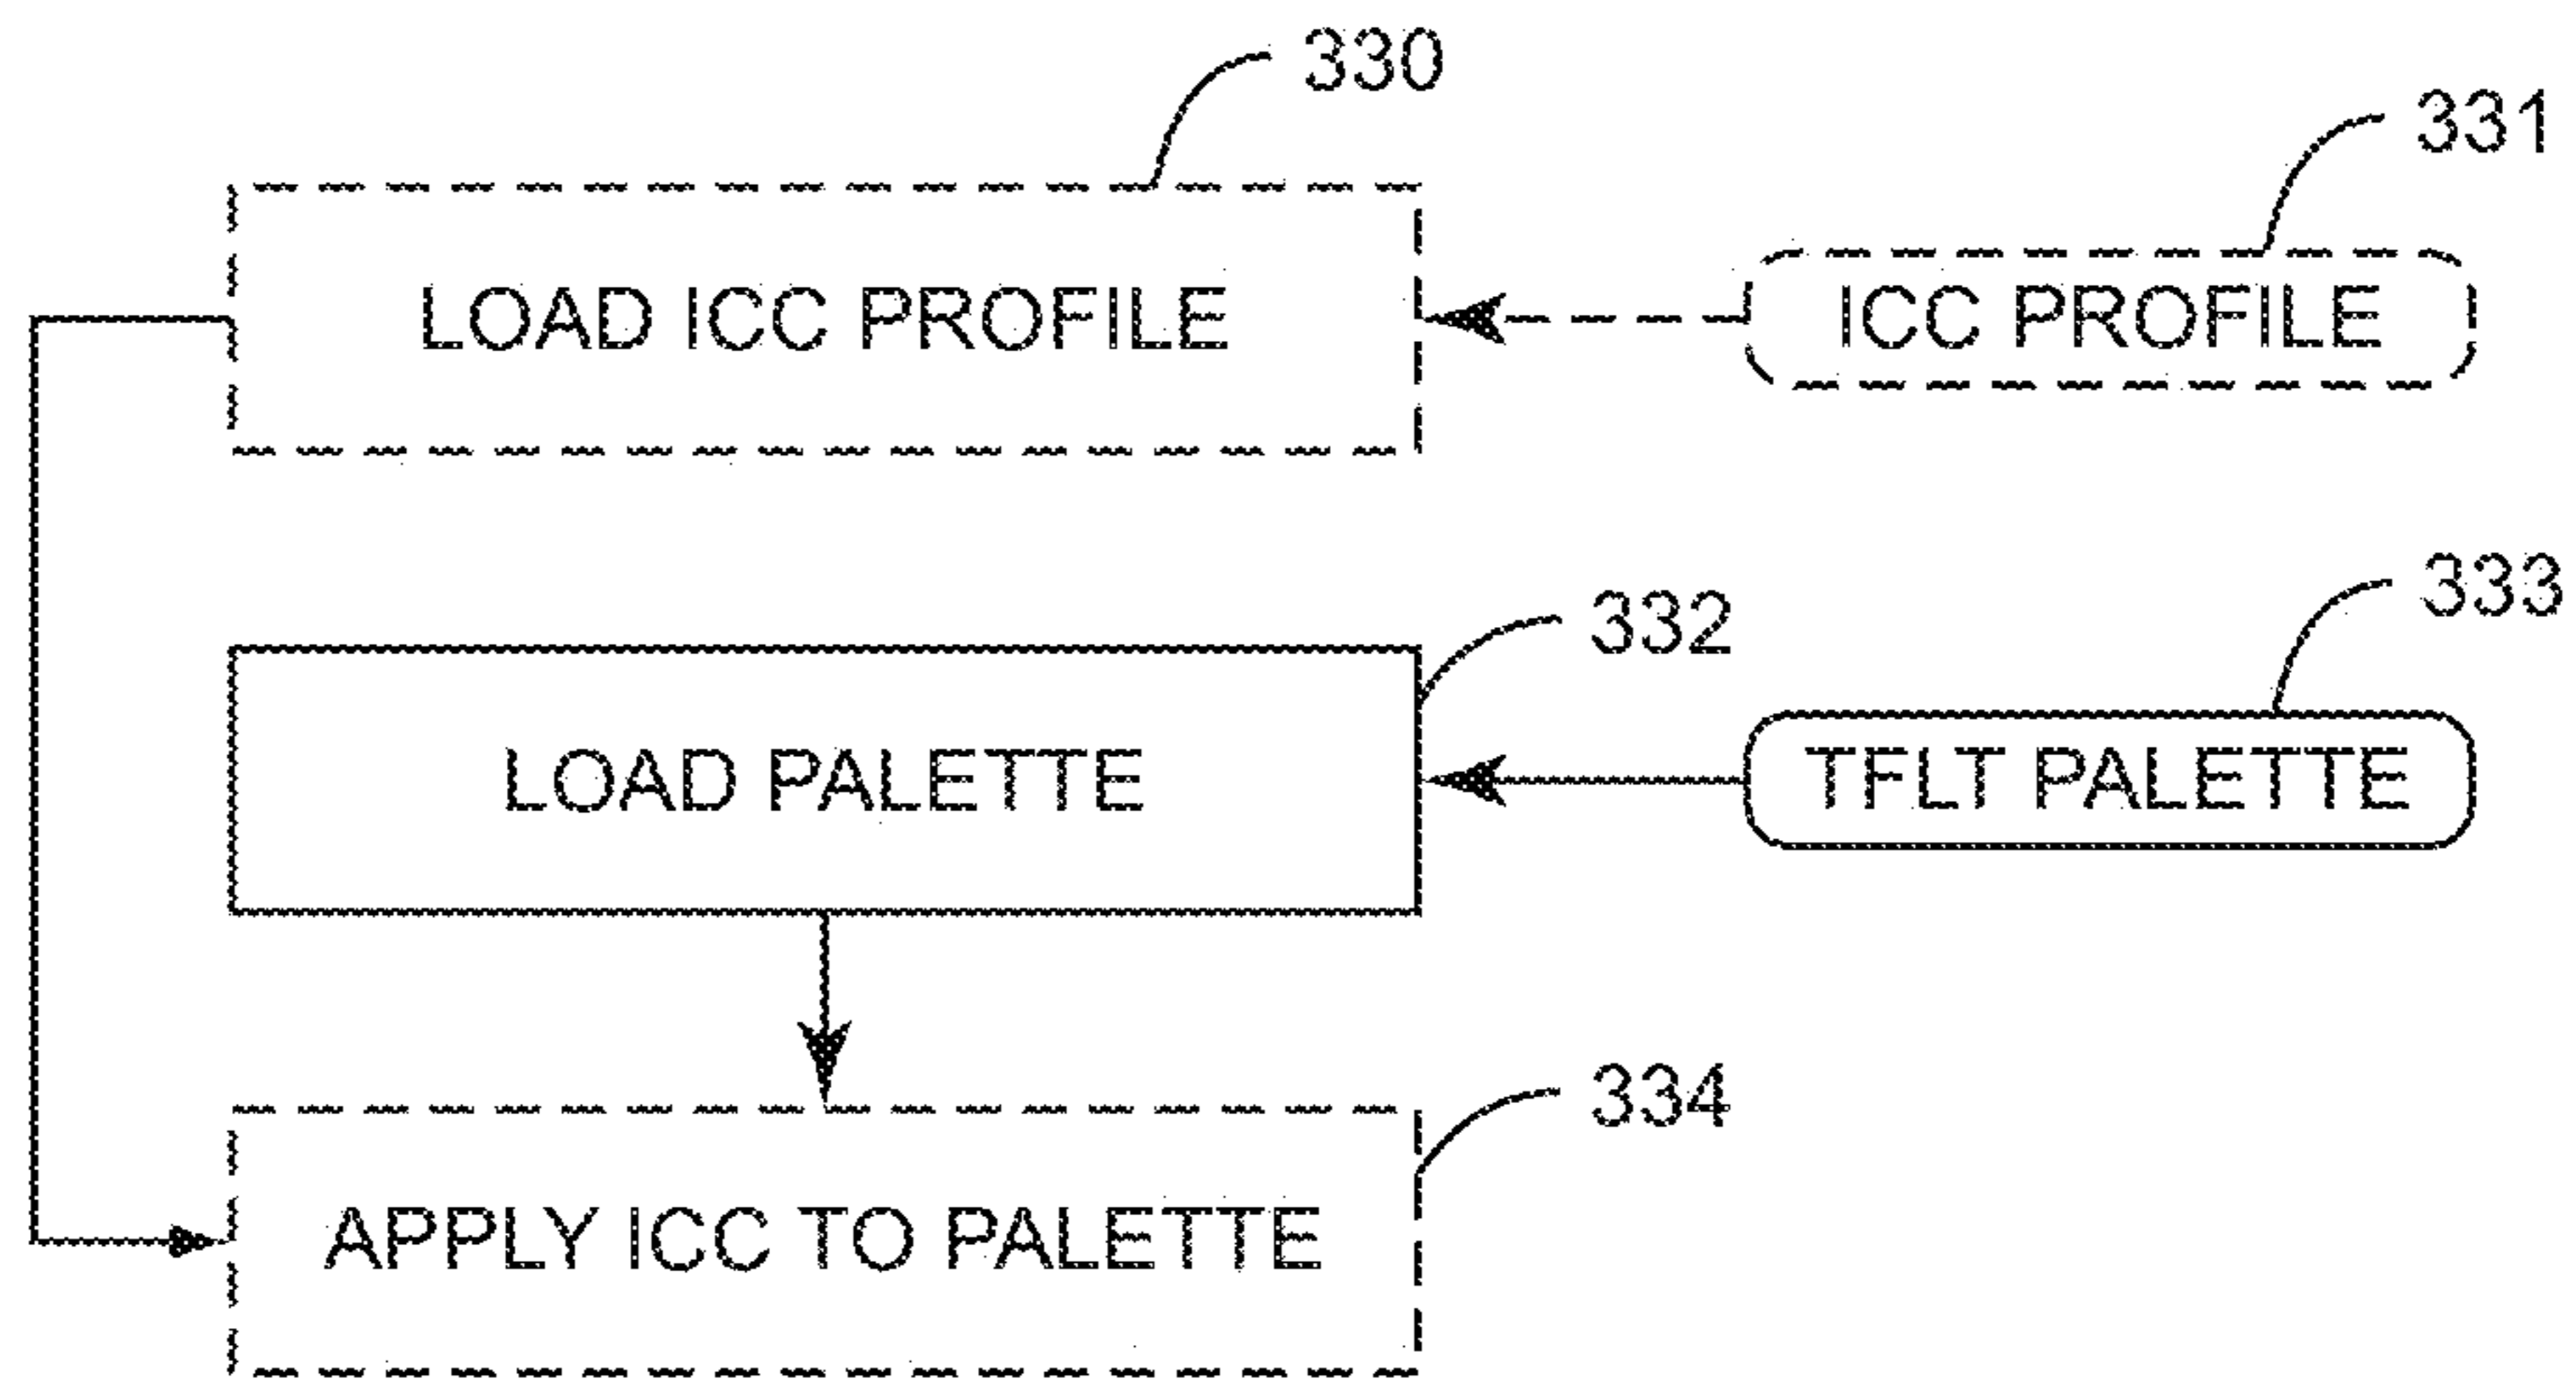 330
331
LOAD ICC PROFILE
ICC PROFILE
332
333
LOAD PALETTE
TFLT PALETTE
334
APPLY ICC TO PALETTE